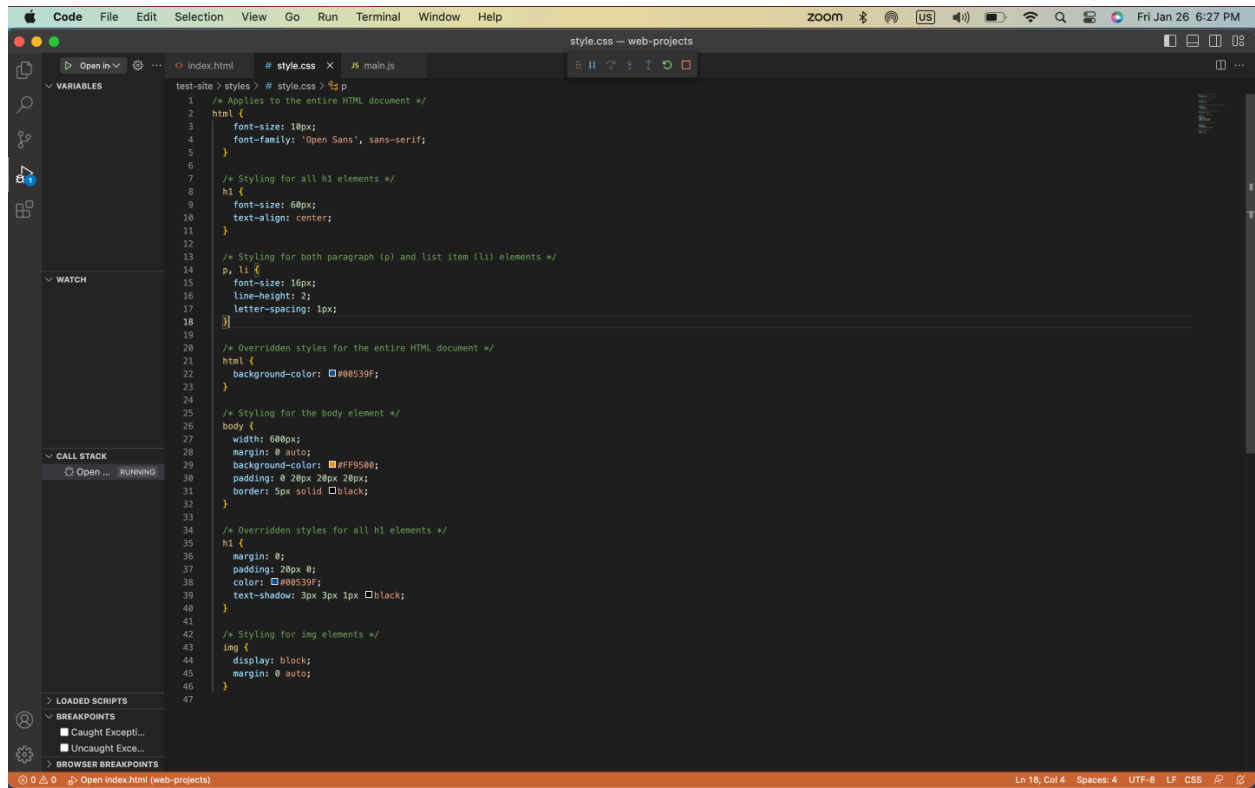 Code File Edit Selection View Go Run Terminal Window Help zoom US Fri Jan 26 6:27 PM
style.css — web-projects
Open in index.html # style.css × JS main.js
VARIABLES
test-site > styles > # style.css > p
1 /* Applies to the entire HTML document */
2 html {
3 font-size: 10px;
4 font-family: 'Open Sans', sans-serif;
5 }
6
7 /* Styling for all h1 elements */
8 h1 {
9 font-size: 60px;
10 text-align: center;
11 }
12
13 /* Styling for both paragraph (p) and list item (li) elements */
14 p, li {
15 font-size: 16px;
16 line-height: 2;
17 letter-spacing: 1px;
18 }
19
20 /* Overridden styles for the entire HTML document */
21 html {
22 background-color: #00539F;
23 }
24
25 /* Styling for the body element */
26 body {
27 width: 600px;
28 margin: 0 auto;
29 background-color: #FF9500;
30 padding: 0 20px 20px 20px;
31 border: 5px solid black;
32 }
33
34 /* Overridden styles for all h1 elements */
35 h1 {
36 margin: 0;
37 padding: 20px 0;
38 color: #00539F;
39 text-shadow: 3px 3px 1px black;
40 }
41
42 /* Styling for img elements */
43 img {
44 display: block;
45 margin: 0 auto;
46 }
47
1
WATCH
CALL STACK
Open ... RUNNING
LOADED SCRIPTS
BREAKPOINTS
Caught Excepti...
Uncaught Exce...
BROWSER BREAKPOINTS
0 0 Open index.html (web-projects) Ln 18, Col 4 Spaces: 4 UTF-8 LF CSS